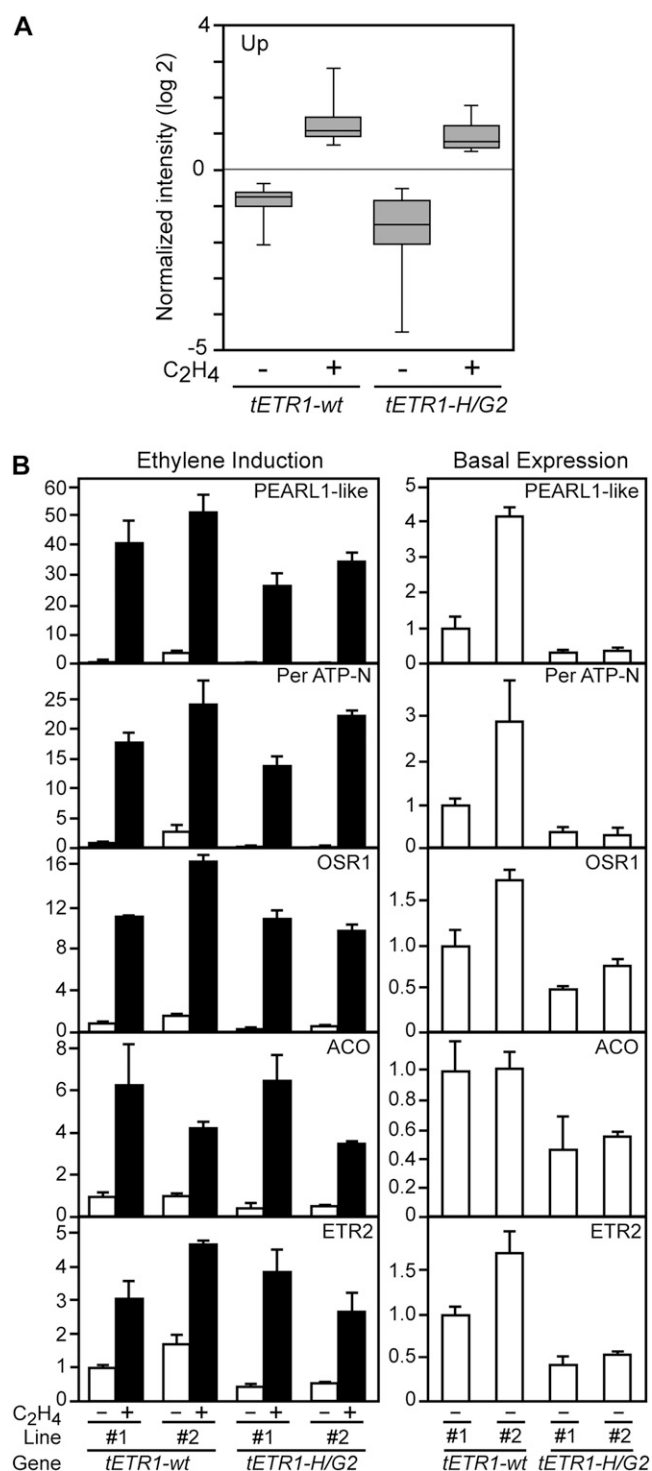 A
Up
Normalized intensity (log 2)
4
0
-5
C₂H₄ - + - +
tETR1-wt tETR1-H/G2
B
Ethylene Induction Basal Expression
PEARL1-like PEARL1-like
60 5
50 4
40 3
30 2
20 1
10 0
0
Per ATP-N Per ATP-N
25 3
20 2
15 1
10 0
5
0
OSR1 OSR1
16 1.5
12 1.0
8 0.5
4 0
0
ACO ACO
8 1.0
6 0.8
4 0.6
2 0.4
0 0.2
0.0
ETR2 ETR2
5 1.5
4 1.0
3 0.5
2 0
1
0
C₂H₄ – + – + – + – + – – – –
Line #1 #2 #1 #2 #1 #2 #1 #2
Gene tETR1-wt tETR1-H/G2 tETR1-wt tETR1-H/G2